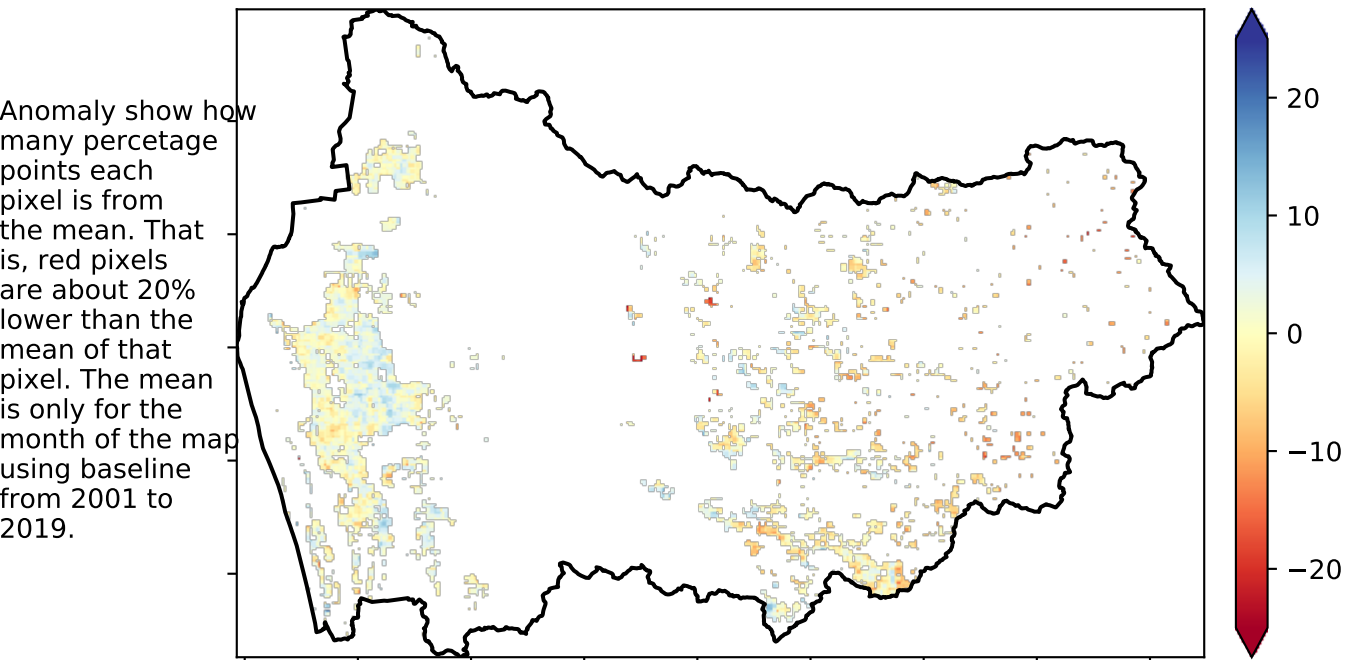 Anomaly show how
many percetage
points each
pixel is from
the mean. That
is, red pixels
are about 20%
lower than the
mean of that
pixel. The mean
is only for the
month of the map
using baseline
from 2001 to
2019.
20
10
0
−10
−20